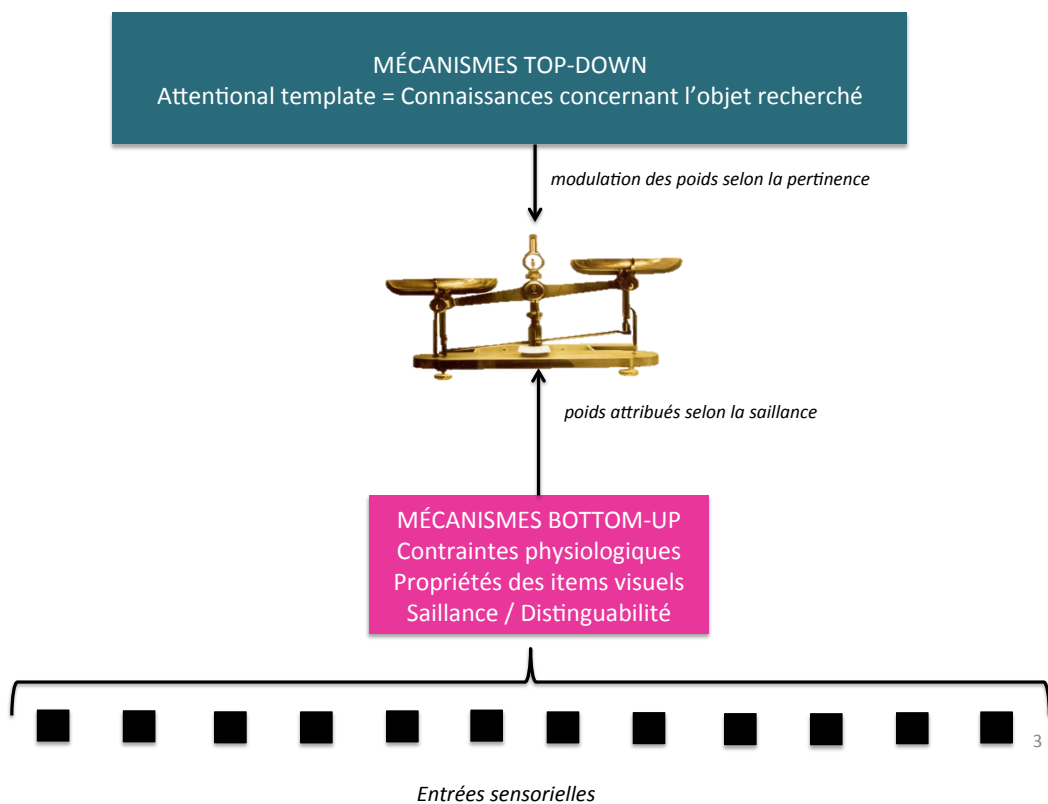 MÉCANISMES TOP-DOWN
Attentional template = Connaissances concernant l’objet recherché
modulation des poids selon la pertinence
poids attribués selon la saillance
MÉCANISMES BOTTOM-UP
Contraintes physiologiques
Propriétés des items visuels
Saillance / Distinguabilité
3
Entrées sensorielles